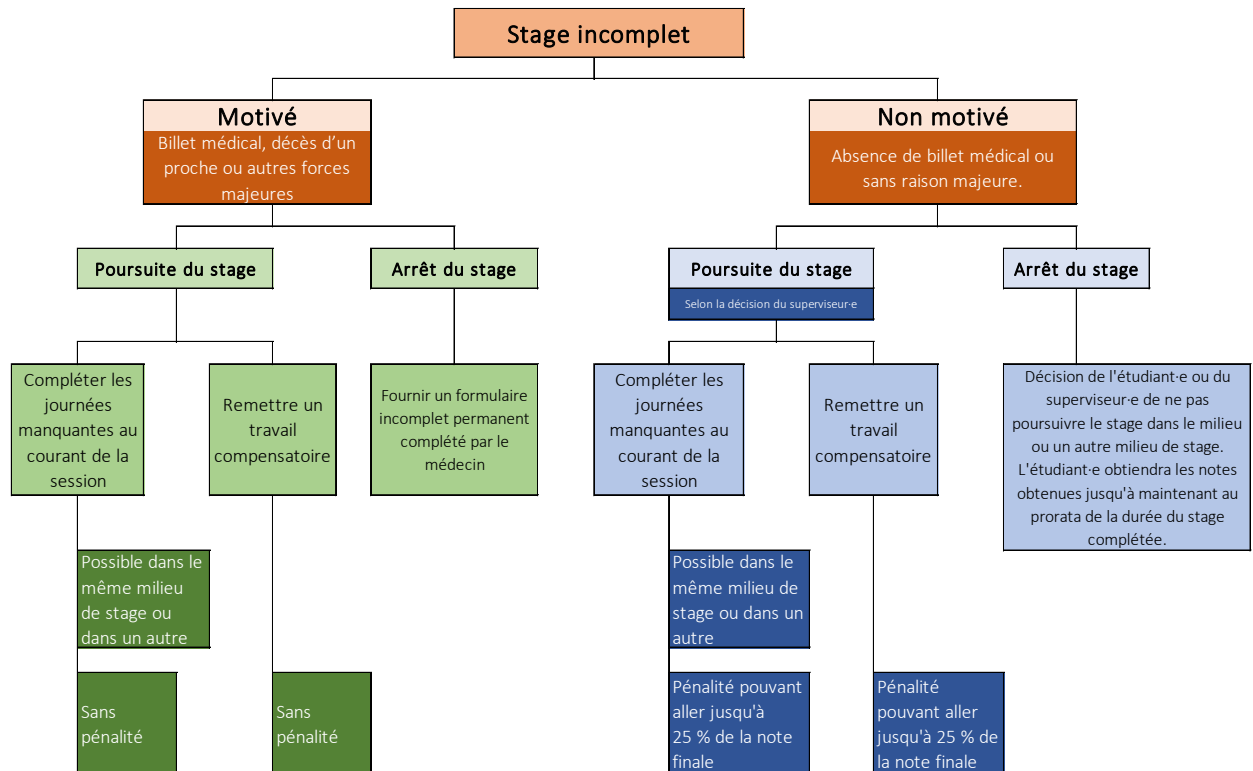 Stage incomplet
Motivé
Billet médical, décès d’un
proche ou autres forces
majeures
Non motivé
Absence de billet médical ou
sans raison majeure.
Poursuite du stage
Arrêt du stage
Poursuite du stage
Selon la décision du superviseur·e
Arrêt du stage
Compléter les
journées
manquantes au
courant de la
session
Remettre un
travail
compensatoire
Fournir un formulaire
incomplet permanent
complété par le
médecin
Compléter les
journées
manquantes au
courant de la
session
Remettre un
travail
compensatoire
Décision de l'étudiant·e ou du
superviseur·e de ne pas
poursuivre le stage dans le milieu
ou un autre milieu de stage.
L'étudiant·e obtiendra les notes
obtenues jusqu'à maintenant au
prorata de la durée du stage
complétée.
Possible dans le
même milieu
de stage ou
dans un autre
Possible dans le
même milieu de
stage ou dans un
autre
Sans
pénalité
Sans
pénalité
Pénalité pouvant
aller jusqu'à
25 % de la note
finale
Pénalité
pouvant aller
jusqu'à 25 % de
la note finale